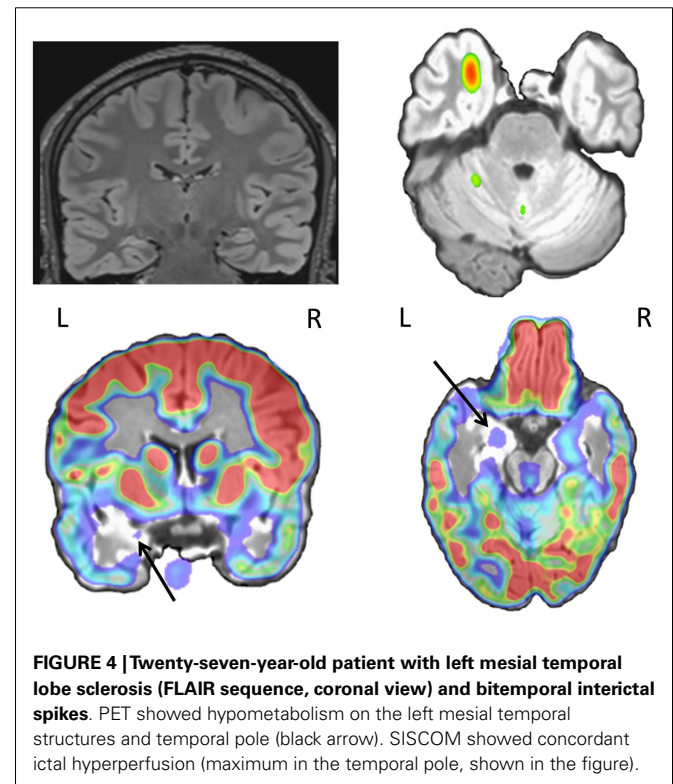 L R L R
FIGURE 4 | Twenty-seven-year-old patient with left mesial temporal
lobe sclerosis (FLAIR sequence, coronal view) and bitemporal interictal
spikes. PET showed hypometabolism on the left mesial temporal
structures and temporal pole (black arrow). SISCOM showed concordant
ictal hyperperfusion (maximum in the temporal pole, shown in the figure).